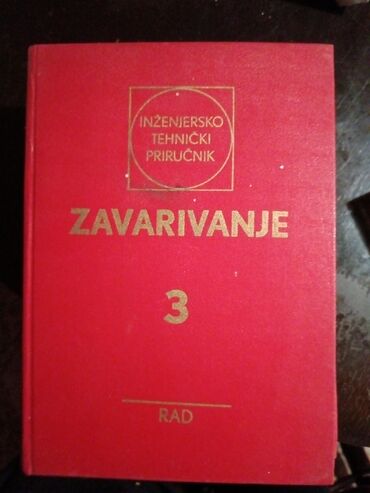 INŽENJERSKO
TEHNIČKI
PRIRUČNIK
ZAVARIVANJE
3
RAD